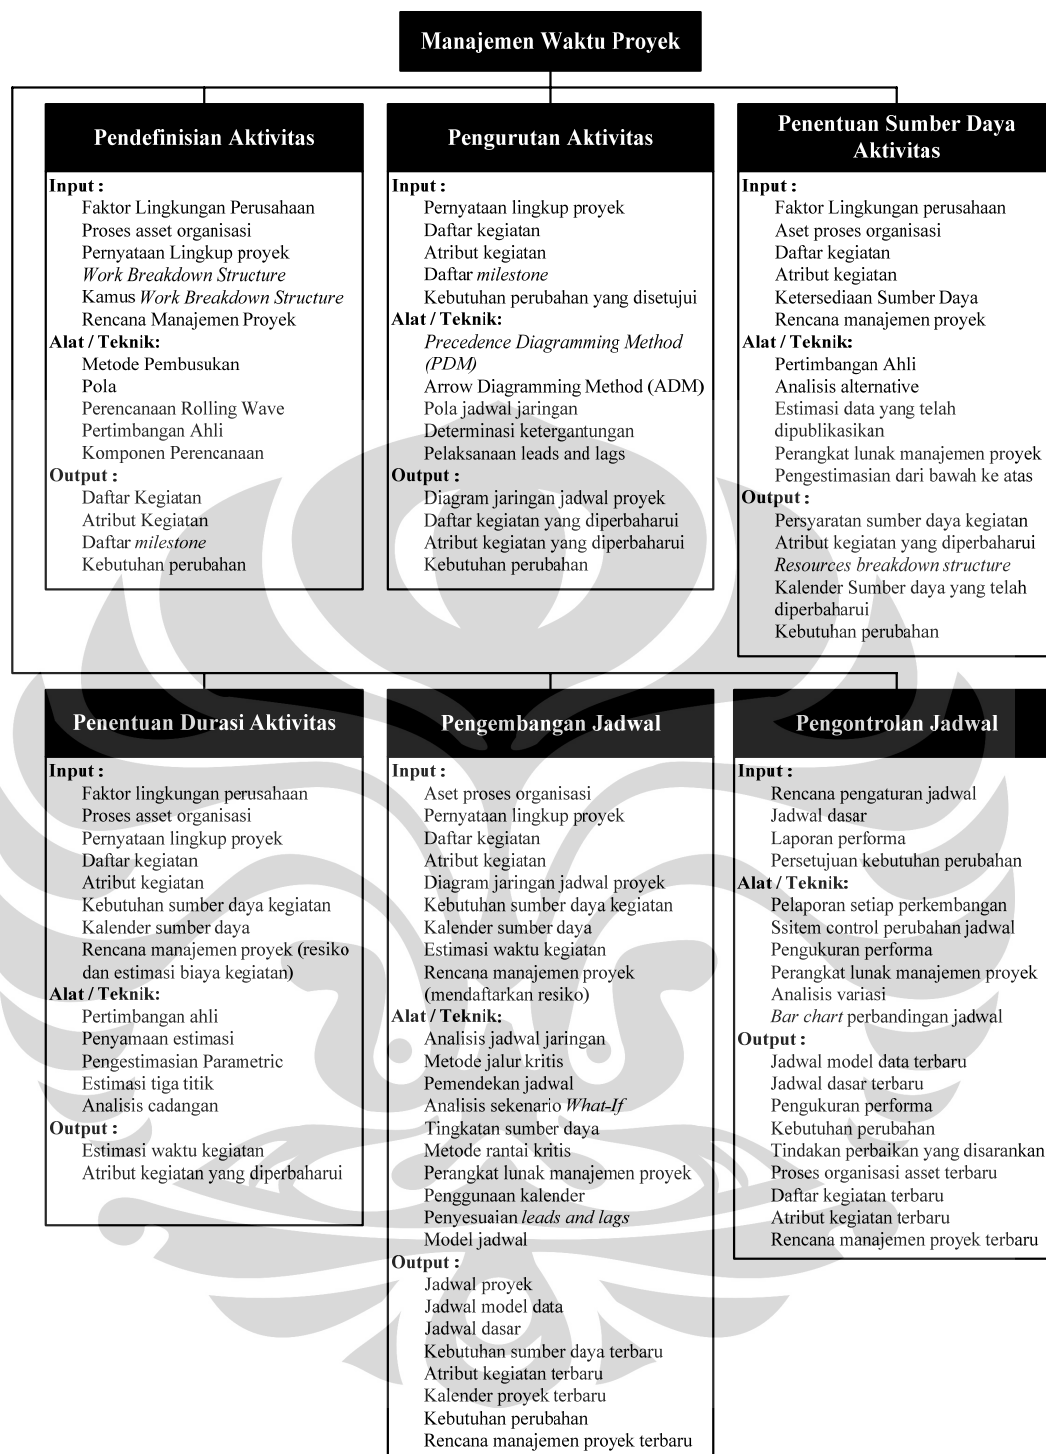 Manajemen Waktu Proyek
Pendefinisian Aktivitas
Input :
Faktor Lingkungan Perusahaan
Proses asset organisasi
Pernyataan Lingkup proyek
Work Breakdown Structure
Kamus Work Breakdown Structure
Rencana Manajemen Proyek
Alat / Teknik:
Metode Pembusukan
Pola
Perencanaan Rolling Wave
Pertimbangan Ahli
Komponen Perencanaan
Output :
Daftar Kegiatan
Atribut Kegiatan
Daftar milestone
Kebutuhan perubahan
Pengurutan Aktivitas
Input :
Pernyataan lingkup proyek
Daftar kegiatan
Atribut kegiatan
Daftar milestone
Kebutuhan perubahan yang disetujui
Alat / Teknik:
Precedence Diagramming Method
(PDM)
Arrow Diagramming Method (ADM)
Pola jadwal jaringan
Determinasi ketergantungan
Pelaksanaan leads and lags
Output :
Diagram jaringan jadwal proyek
Daftar kegiatan yang diperbaharui
Atribut kegiatan yang diperbaharui
Kebutuhan perubahan
Penentuan Sumber Daya
Aktivitas
Input :
Faktor Lingkungan perusahaan
Aset proses organisasi
Daftar kegiatan
Atribut kegiatan
Ketersediaan Sumber Daya
Rencana manajemen proyek
Alat / Teknik:
Pertimbangan Ahli
Analisis alternative
Estimasi data yang telah
dipublikasikan
Perangkat lunak manajemen proyek
Pengestimasian dari bawah ke atas
Output :
Persyaratan sumber daya kegiatan
Atribut kegiatan yang diperbaharui
Resources breakdown structure
Kalender Sumber daya yang telah
diperbaharui
Kebutuhan perubahan
Penentuan Durasi Aktivitas
Input :
Faktor lingkungan perusahaan
Proses asset organisasi
Pernyataan lingkup proyek
Daftar kegiatan
Atribut kegiatan
Kebutuhan sumber daya kegiatan
Kalender sumber daya
Rencana manajemen proyek (resiko
dan estimasi biaya kegiatan)
Alat / Teknik:
Pertimbangan ahli
Penyamaan estimasi
Pengestimasian Parametric
Estimasi tiga titik
Analisis cadangan
Output :
Estimasi waktu kegiatan
Atribut kegiatan yang diperbaharui
Pengembangan Jadwal
Input :
Aset proses organisasi
Pernyataan lingkup proyek
Daftar kegiatan
Atribut kegiatan
Diagram jaringan jadwal proyek
Kebutuhan sumber daya kegiatan
Kalender sumber daya
Estimasi waktu kegiatan
Rencana manajemen proyek
(mendaftarkan resiko)
Alat / Teknik:
Analisis jadwal jaringan
Metode jalur kritis
Pemendekan jadwal
Analisis sekenario What-If
Tingkatan sumber daya
Metode rantai kritis
Perangkat lunak manajemen proyek
Penggunaan kalender
Penyesuaian leads and lags
Model jadwal
Output :
Jadwal proyek
Jadwal model data
Jadwal dasar
Kebutuhan sumber daya terbaru
Atribut kegiatan terbaru
Kalender proyek terbaru
Kebutuhan perubahan
Rencana manajemen proyek terbaru
Pengontrolan Jadwal
Input :
Rencana pengaturan jadwal
Jadwal dasar
Laporan performa
Persetujuan kebutuhan perubahan
Alat / Teknik:
Pelaporan setiap perkembangan
Ssitem control perubahan jadwal
Pengukuran performa
Perangkat lunak manajemen proyek
Analisis variasi
Bar chart perbandingan jadwal
Output :
Jadwal model data terbaru
Jadwal dasar terbaru
Pengukuran performa
Kebutuhan perubahan
Tindakan perbaikan yang disarankan
Proses organisasi asset terbaru
Daftar kegiatan terbaru
Atribut kegiatan terbaru
Rencana manajemen proyek terbaru